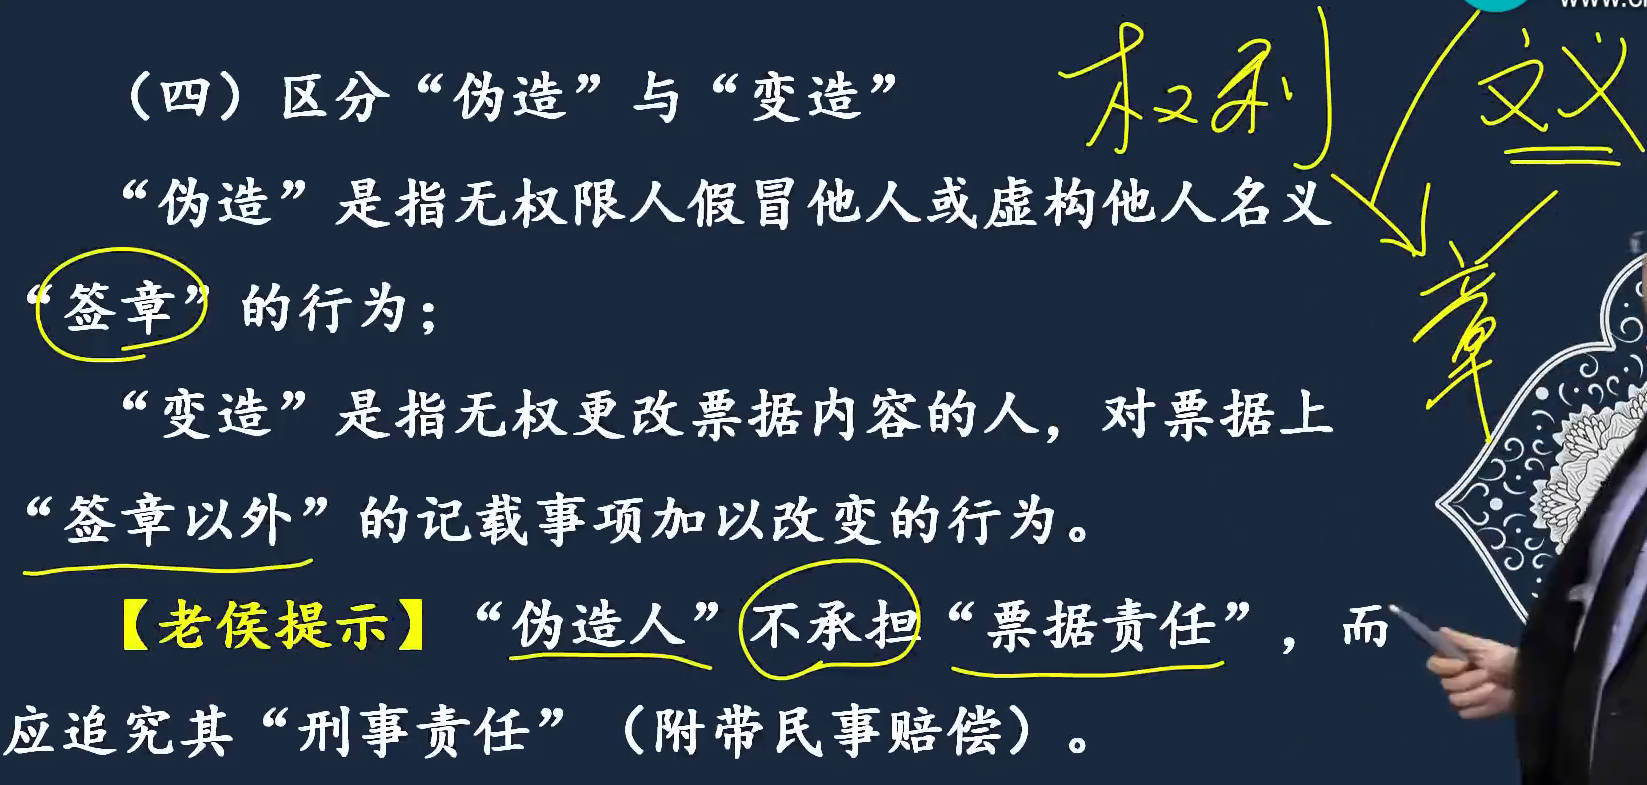 www.c
（四）区分“伪造”与“变造”
权利
文义
“伪造”是指无权限人假冒他人或虚构他人名义
章
“签章”的行为；
“变造”是指无权更改票据内容的人，对票据上
“签章以外”的记载事项加以改变的行为。
【老侯提示】“伪造人”不承担“票据责任”，而
应追究其“刑事责任”（附带民事赔偿）。